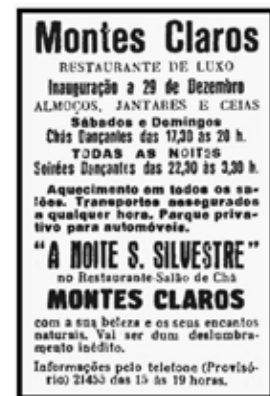 Montes Claros
RESTAURANTE DE LUXO
Inauguração a 29 de Dezembro
ALMOÇOS, JANTARES E CEIAS
Sábados e Domingos
Chás Dançantes das 17,30 às 20 h.
TODAS AS NOITES
Soirées Dançantes das 22,30 às 3,30 h.
Aquecimento em todos os sa-
lões. Transportes assegurados
a qualquer hora. Parque priva-
tivo para automóveis.
"A NOITE S. SILVESTRE"
no Restaurante-Salão de Chá
MONTES CLAROS
com a sua beleza e os seus encantos
naturais. Vai ser dum deslumbra-
mento inédito.
Informações pelo telefone (Provisó-
rio) 21455 das 15 às 19 horas.